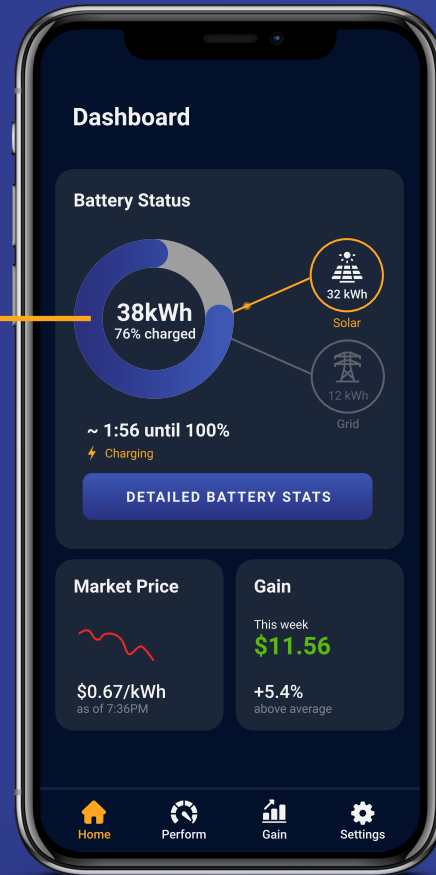 Dashboard
Battery Status
38kWh
76% charged
32 kWh
Solar
12 kWh
Grid
~ 1:56 until 100%
Charging
DETAILED BATTERY STATS
Market Price
$0.67/kWh
as of 7:36PM
Gain
This week
$11.56
+5.4%
above average
Home
Perform
Gain
Settings